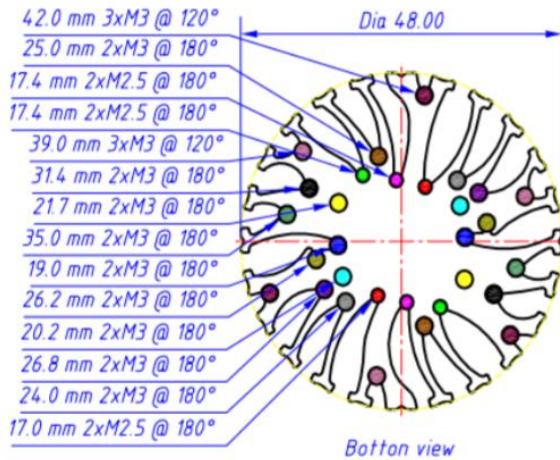 42.0 mm 3xM3 @ 120°
Dia 48.00
25.0 mm 2xM3 @ 180°
17.4 mm 2xM2.5 @ 180°
17.4 mm 2xM2.5 @ 180°
39.0 mm 3xM3 @ 120°
31.4 mm 2xM3 @ 180°
21.7 mm 2xM3 @ 180°
35.0 mm 2xM3 @ 180°
19.0 mm 2xM3 @ 180°
26.2 mm 2xM3 @ 180°
20.2 mm 2xM3 @ 180°
26.8 mm 2xM3 @ 180°
24.0 mm 2xM3 @ 180°
17.0 mm 2xM2.5 @ 180°
Botton view